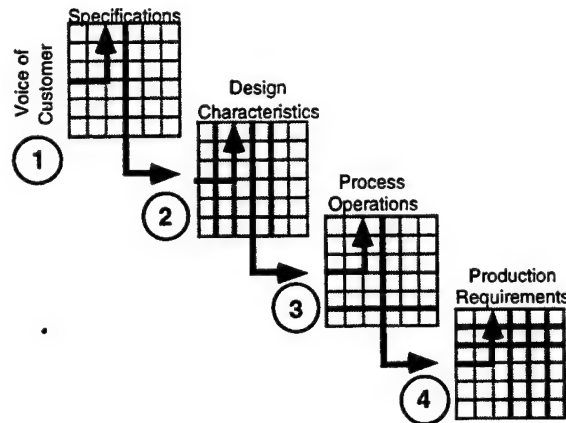 Specifications
Voice of
Customer
1
Design
Characteristics
2
Process
Operations
3
Production
Requirements
4